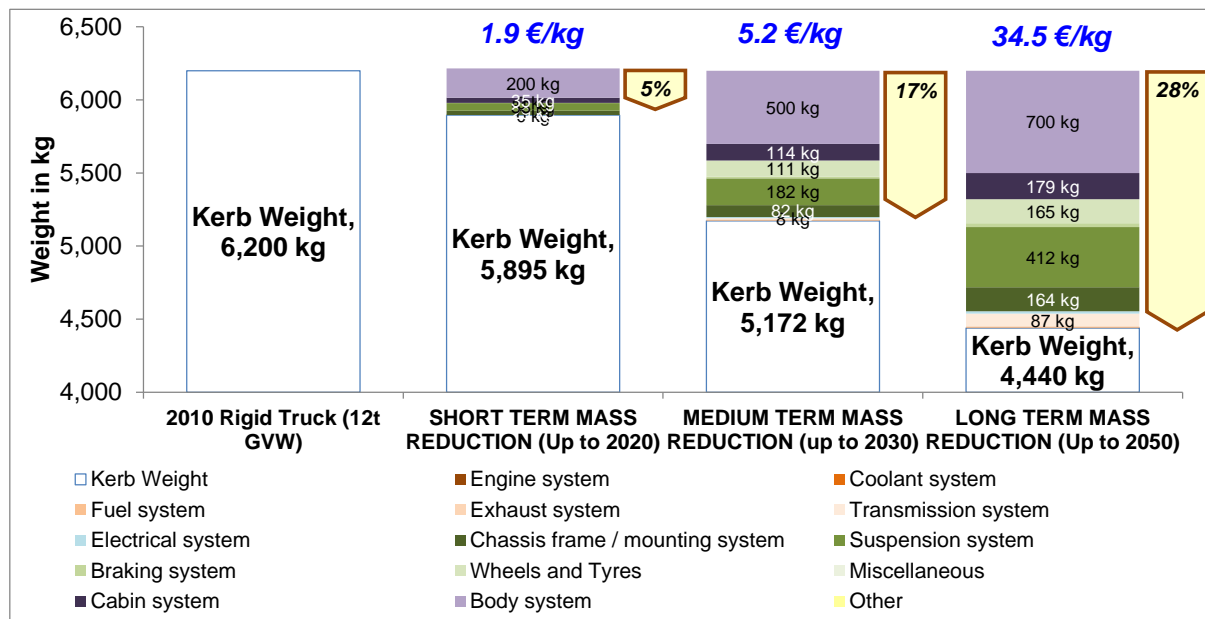 1.9 €/kg 5.2 €/kg 34.5 €/kg
6,500
6,000
5,500
5,000
4,500
4,000
Weight in kg
Kerb Weight,
6,200 kg
200 kg
35 kg
Kerb Weight,
5,895 kg
5%
500 kg
114 kg
111 kg
182 kg
82 kg
8 kg
Kerb Weight,
5,172 kg
17%
700 kg
179 kg
165 kg
412 kg
164 kg
87 kg
Kerb Weight,
4,440 kg
28%
2010 Rigid Truck (12t
GVW)
SHORT TERM MASS
REDUCTION (Up to 2020)
MEDIUM TERM MASS
REDUCTION (up to 2030)
LONG TERM MASS
REDUCTION (Up to 2050)
Kerb Weight Engine system Coolant system
Fuel system Exhaust system Transmission system
Electrical system Chassis frame / mounting system Suspension system
Braking system Wheels and Tyres Miscellaneous
Cabin system Body system Other